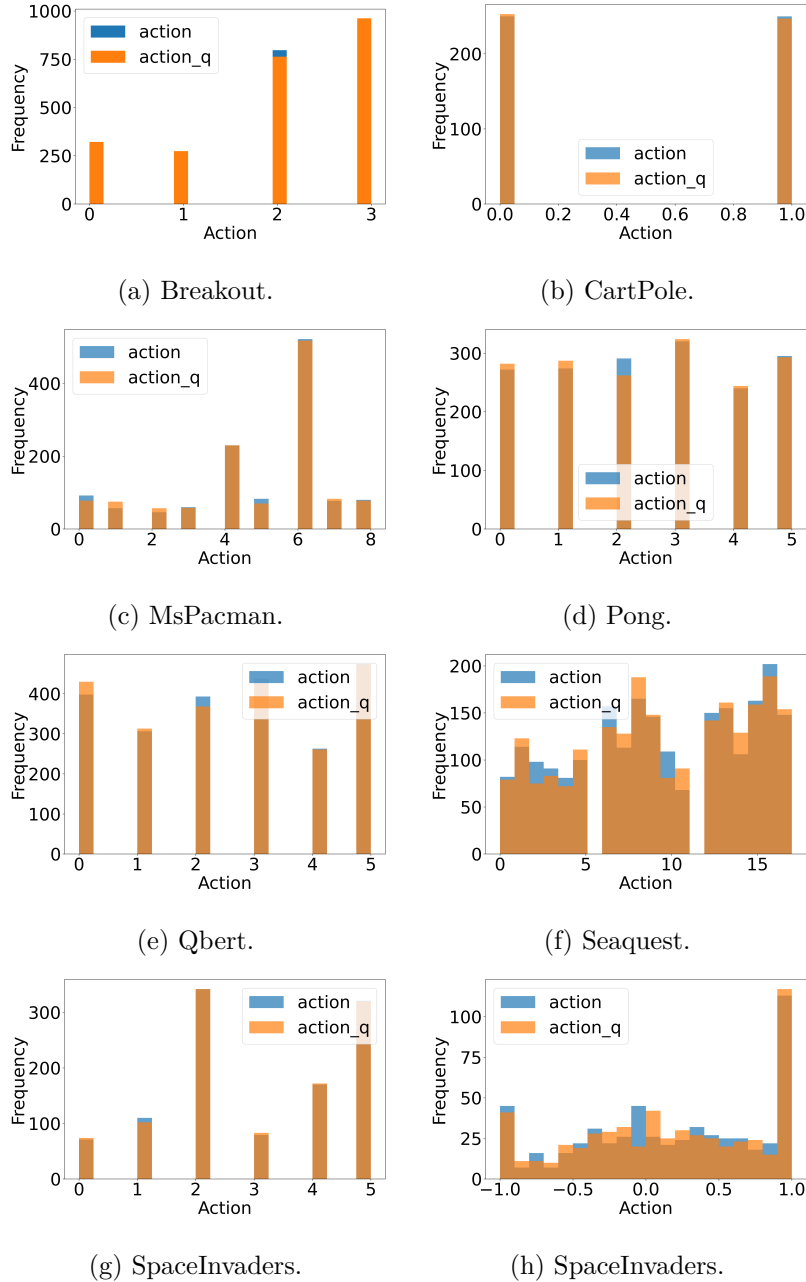 1000
750
500
250
0
Frequency
action
action_q
0 1 2 3
Action
(a) Breakout.
200
100
0
Frequency
action
action_q
0.0 0.2 0.4 0.6 0.8 1.0
Action
(b) CartPole.
400
200
0
Frequency
action
action_q
0 2 4 6 8
Action
(c) MsPacman.
300
200
100
0
Frequency
action
action_q
0 1 2 3 4 5
Action
(d) Pong.
400
300
200
100
0
Frequency
action
action_q
0 1 2 3 4 5
Action
(e) Qbert.
200
150
100
50
0
Frequency
action
action_q
0 5 10 15
Action
(f) Seaquest.
300
200
100
0
Frequency
action
action_q
0 1 2 3 4 5
Action
(g) SpaceInvaders.
100
75
50
25
0
Frequency
action
action_q
−1.0 −0.5 0.0 0.5 1.0
Action
(h) SpaceInvaders.